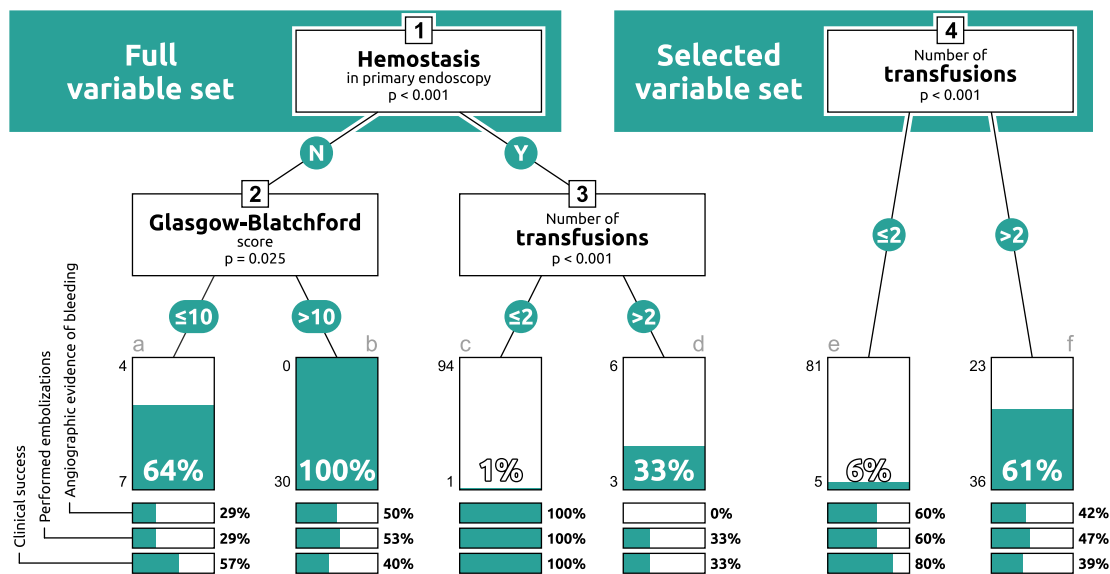 1
4
Full
variable set
Hemostasis
in primary endoscopy
p < 0.001
Selected
variable set
Number of
transfusions
p < 0.001
N
Y
2
Glasgow-Blatchford
score
p = 0.025
3
Number of
transfusions
p < 0.001
≤2
>2
≤10
>10
≤2
>2
a
b
c
d
e
f
4
7
64%
0
30
100%
94
1
1%
6
3
33%
81
5
6%
23
36
61%
Angiographic evidence of bleeding
29%
50%
100%
0%
60%
42%
Performed embolizations
29%
53%
100%
33%
60%
47%
Clinical success
57%
40%
100%
33%
80%
39%